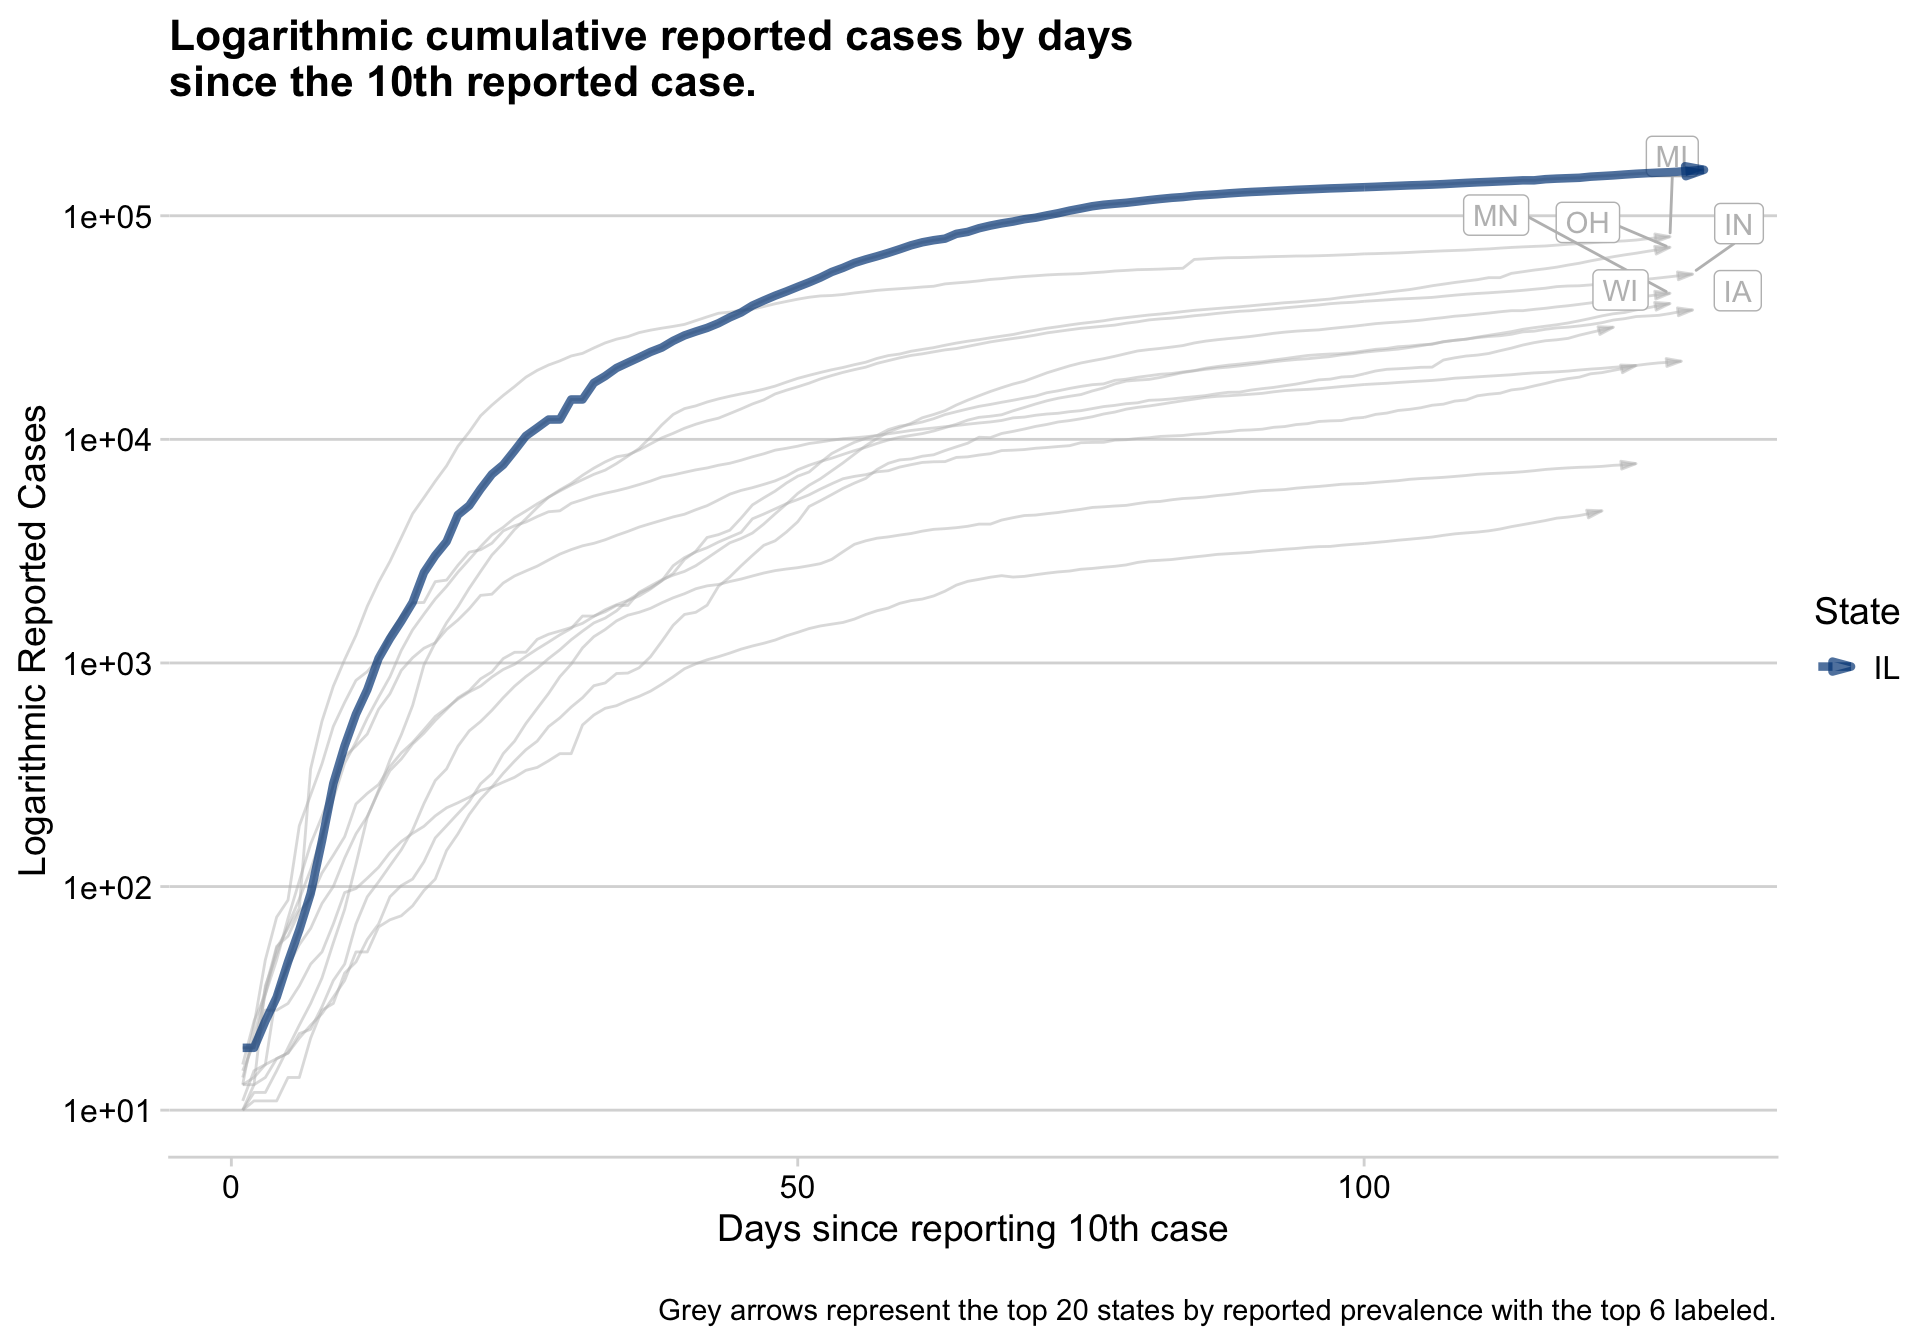 Logarithmic cumulative reported cases by days
since the 10th reported case.
Logarithmic Reported Cases
1e+05
1e+04
1e+03
1e+02
1e+01
MI
MN
OH
IN
WI
IA
State
IL
0
50
100
Days since reporting 10th case
Grey arrows represent the top 20 states by reported prevalence with the top 6 labeled.